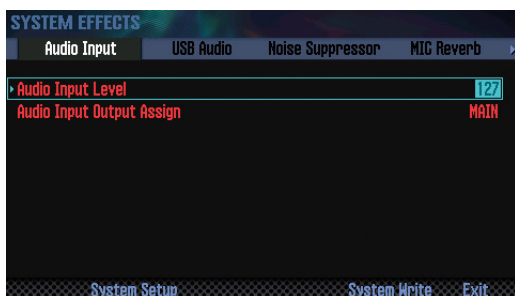 SYSTEM EFFECTS
Audio Input USB Audio Noise Suppressor MIC Reverb
Audio Input Level 127
Audio Input Output Assign MAIN
System Setup System Write Exit